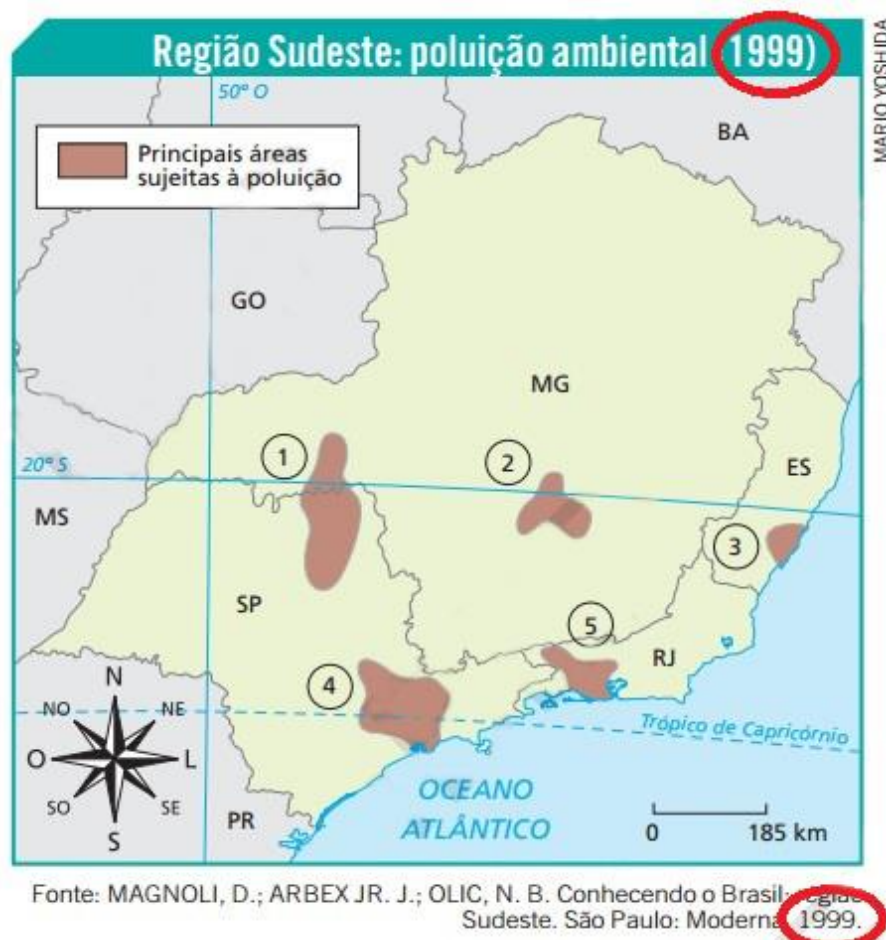 Região Sudeste: poluição ambiental (1999)
MARIO YOSHIDA
50° O
BA
Principais áreas
sujeitas à poluição
GO
MG
1
2
20° S
ES
MS
3
SP
5
RJ
4
N
NO
NE
Trópico de Capricórnio
O
L
SO
SE
S
PR
OCEANO
ATLÂNTICO
0
185 km
Fonte: MAGNOLI, D.; ARBEX JR. J.; OLIC, N. B. Conhecendo o Brasil: região
Sudeste. São Paulo: Moderna, 1999.